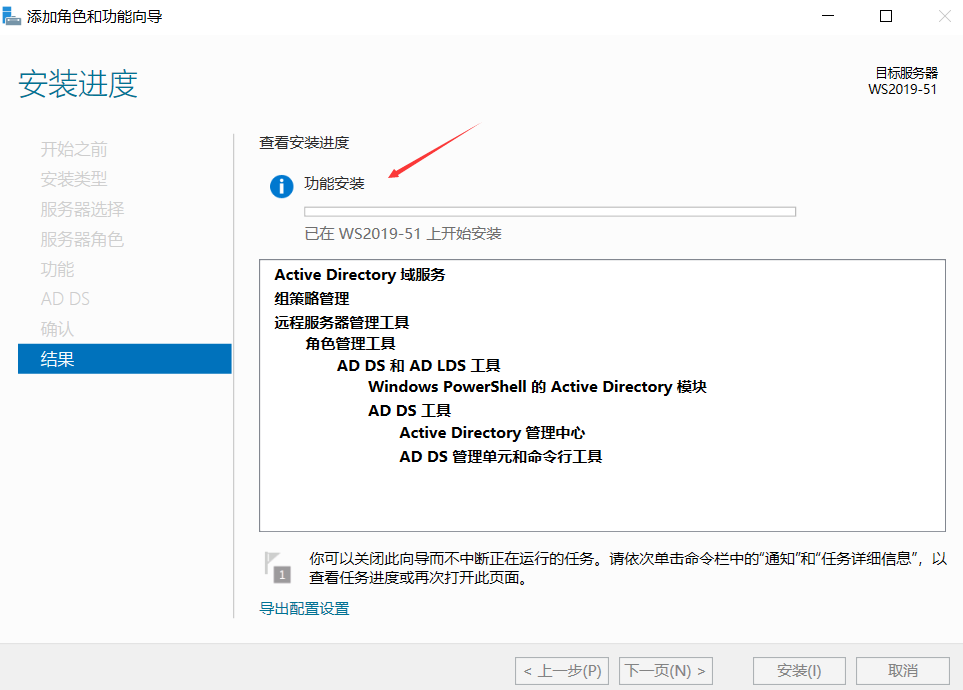 添加角色和功能向导
安装进度
目标服务器
WS2019-51
开始之前
安装类型
服务器选择
服务器角色
功能
AD DS
确认
结果
查看安装进度
功能安装
已在 WS2019-51 上开始安装
Active Directory 域服务
组策略管理
远程服务器管理工具
角色管理工具
AD DS 和 AD LDS 工具
Windows PowerShell 的 Active Directory 模块
AD DS 工具
Active Directory 管理中心
AD DS 管理单元和命令行工具
1
你可以关闭此向导而不中断正在运行的任务。请依次单击命令栏中的“通知”和“任务详细信息”，以
查看任务进度或再次打开此页面。
导出配置设置
< 上一步(P)
下一页(N) >
安装(I)
取消